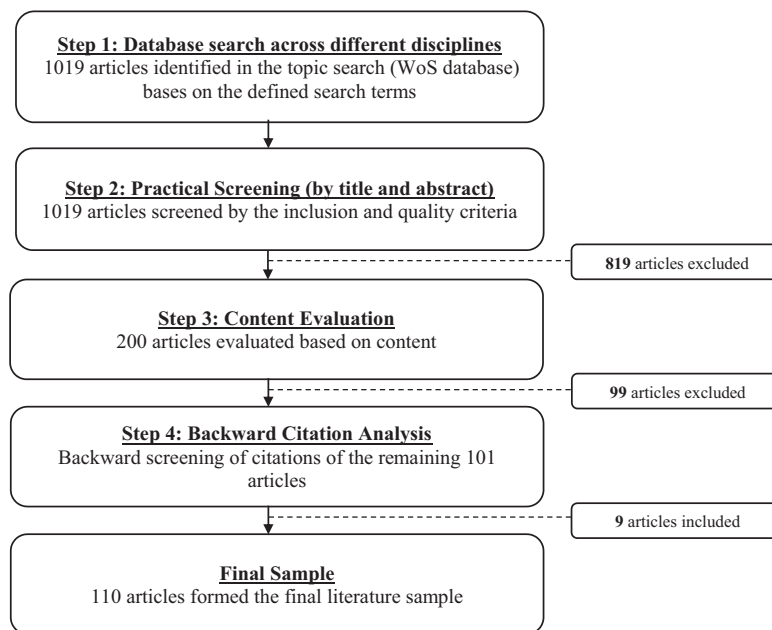 Step 1: Database search across different disciplines
1019 articles identified in the topic search (WoS database)
bases on the defined search terms
Step 2: Practical Screening (by title and abstract)
1019 articles screened by the inclusion and quality criteria
819 articles excluded
Step 3: Content Evaluation
200 articles evaluated based on content
99 articles excluded
Step 4: Backward Citation Analysis
Backward screening of citations of the remaining 101
articles
9 articles included
Final Sample
110 articles formed the final literature sample